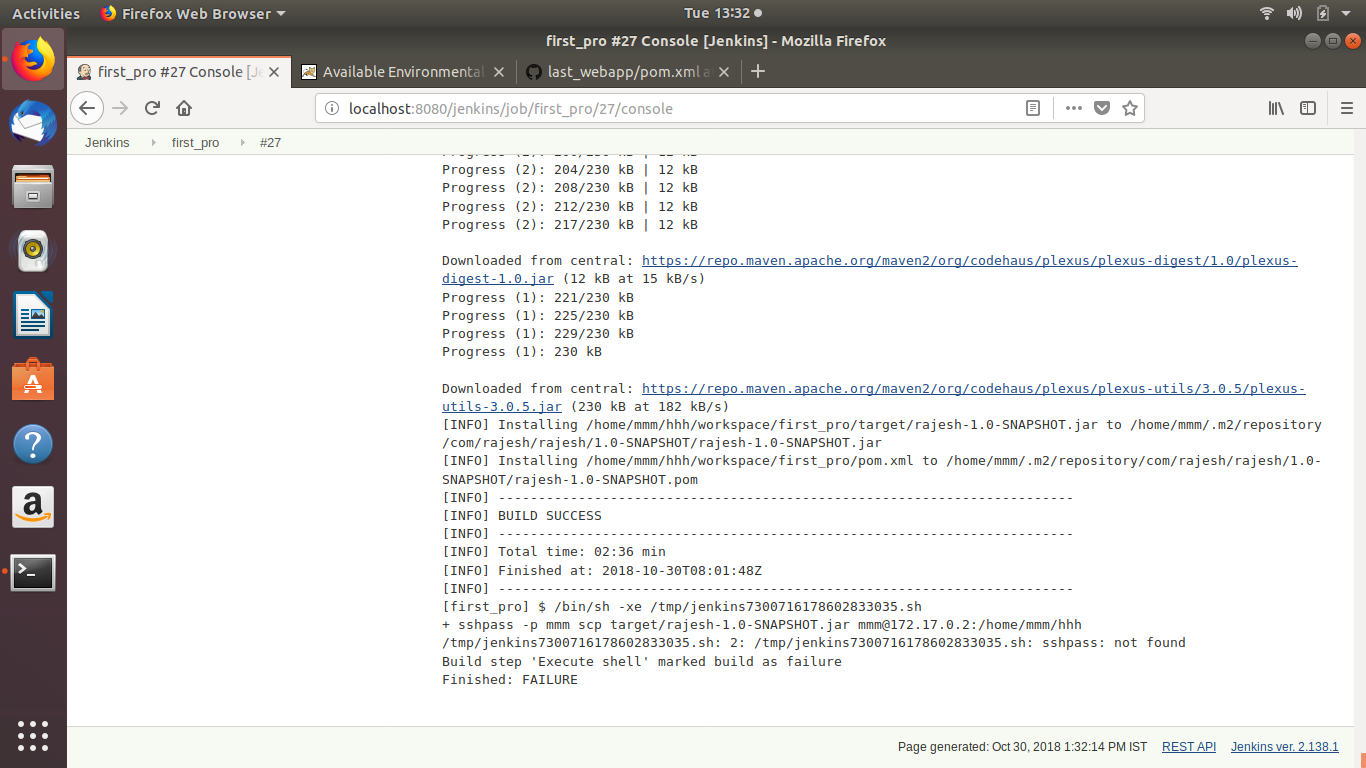 Activities
Firefox Web Browser
Tue 13:32
first_pro #27 Console [Jenkins] - Mozilla Firefox
first_pro #27 Console [Je
Available Environmental
last_webapp/pom.xml a
localhost:8080/jenkins/job/first_pro/27/console
Jenkins
first_pro
#27
Progress (2): 204/230 kB | 12 kB
Progress (2): 208/230 kB | 12 kB
Progress (2): 212/230 kB | 12 kB
Progress (2): 217/230 kB | 12 kB
Downloaded from central: https://repo.maven.apache.org/maven2/org/codehaus/plexus/plexus-digest/1.0/plexus-
digest-1.0.jar (12 kB at 15 kB/s)
Progress (1): 221/230 kB
Progress (1): 225/230 kB
Progress (1): 229/230 kB
Progress (1): 230 kB
Downloaded from central: https://repo.maven.apache.org/maven2/org/codehaus/plexus/plexus-utils/3.0.5/plexus-
utils-3.0.5.jar (230 kB at 182 kB/s)
[INFO] Installing /home/mmm/hhh/workspace/first_pro/target/rajesh-1.0-SNAPSHOT.jar to /home/mmm/.m2/repository
/com/rajesh/rajesh/1.0-SNAPSHOT/rajesh-1.0-SNAPSHOT.jar
[INFO] Installing /home/mmm/hhh/workspace/first_pro/pom.xml to /home/mmm/.m2/repository/com/rajesh/rajesh/1.0-
SNAPSHOT/rajesh-1.0-SNAPSHOT.pom
[INFO] ------------------------------------------------------------------------
[INFO] BUILD SUCCESS
[INFO] ------------------------------------------------------------------------
[INFO] Total time: 02:36 min
[INFO] Finished at: 2018-10-30T08:01:48Z
[INFO] ------------------------------------------------------------------------
[first_pro] $ /bin/sh -xe /tmp/jenkins7300716178602833035.sh
+ sshpass -p mmm scp target/rajesh-1.0-SNAPSHOT.jar mmm@172.17.0.2:/home/mmm/hhh
/tmp/jenkins7300716178602833035.sh: 2: /tmp/jenkins7300716178602833035.sh: sshpass: not found
Build step 'Execute shell' marked build as failure
Finished: FAILURE
Page generated: Oct 30, 2018 1:32:14 PM IST
REST API
Jenkins ver. 2.138.1